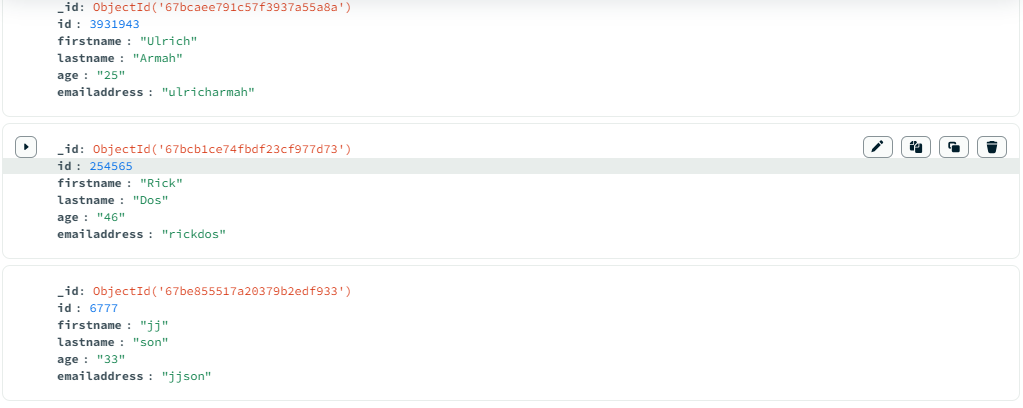 _id: ObjectId('67bcaee791c57f3937a55a8a')
id : 3931943
firstname : "Ulrich"
lastname : "Armah"
age : "25"
emailaddress : "ulricharmah"
_id: ObjectId('67bcb1ce74fbdf23cf977d73')
id : 254565
firstname : "Rick"
lastname : "Dos"
age : "46"
emailaddress : "rickdos"
_id: ObjectId('67be855517a20379b2edf933')
id : 6777
firstname : "jj"
lastname : "son"
age : "33"
emailaddress : "jjson"